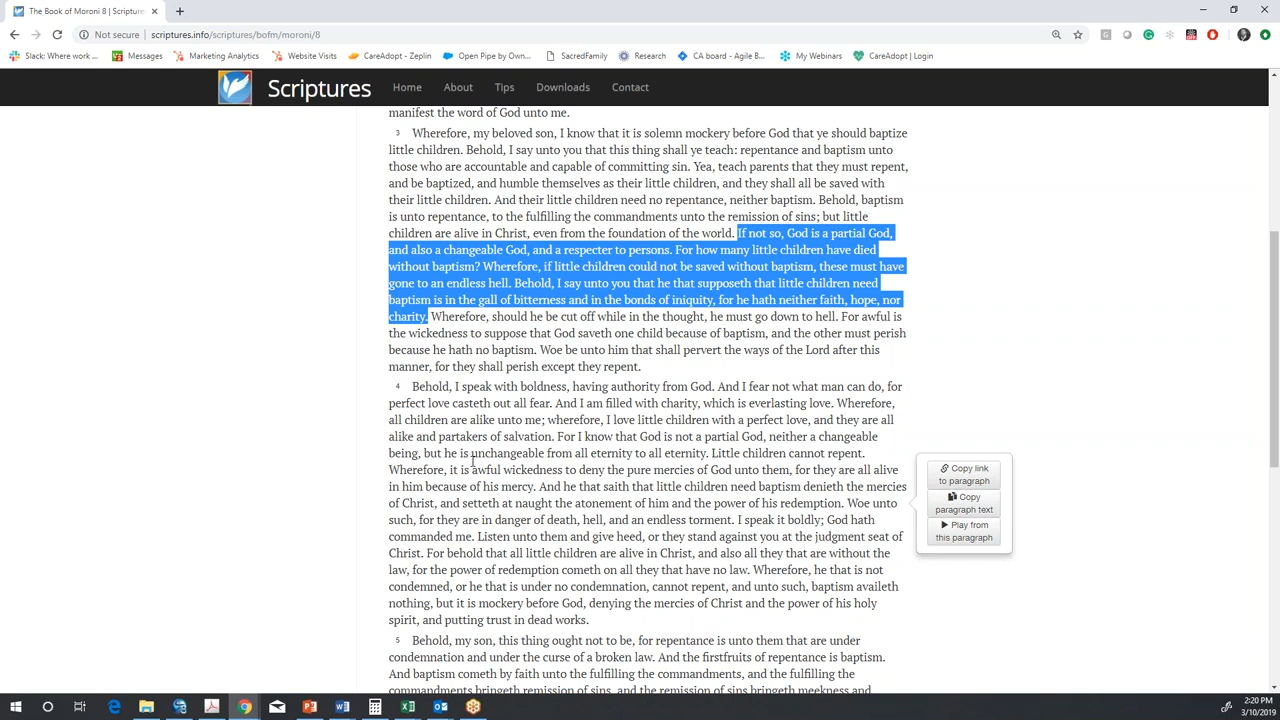 The Book of Moroni 8 | Scripture
Not secure | scriptures.info/scriptures/bofm/moroni/8
Slack: Where work ...
Messages
Marketing Analytics
Website Visits
CareAdopt - Zeplin
Open Pipe by Own...
SacredFamily
Research
CA board - Agile B...
My Webinars
CareAdopt | Login
Scriptures
Home
About
Tips
Downloads
Contact
manifest the word of God unto me.
3 Wherefore, my beloved son, I know that it is solemn mockery before God that ye should baptize
little children. Behold, I say unto you that this thing shall ye teach: repentance and baptism unto
those who are accountable and capable of committing sin. Yea, teach parents that they must repent,
and be baptized, and humble themselves as their little children, and they shall all be saved with
their little children. And their little children need no repentance, neither baptism. Behold, baptism
is unto repentance, to the fulfilling the commandments unto the remission of sins; but little
children are alive in Christ, even from the foundation of the world. If not so, God is a partial God,
and also a changeable God, and a respecter to persons. For how many little children have died
without baptism? Wherefore, if little children could not be saved without baptism, these must have
gone to an endless hell. Behold, I say unto you that he that supposeth that little children need
baptism is in the gall of bitterness and in the bonds of iniquity, for he hath neither faith, hope, nor
charity. Wherefore, should he be cut off while in the thought, he must go down to hell. For awful is
the wickedness to suppose that God saveth one child because of baptism, and the other must perish
because he hath no baptism. Woe be unto him that shall pervert the ways of the Lord after this
manner, for they shall perish except they repent.
4 Behold, I speak with boldness, having authority from God. And I fear not what man can do, for
perfect love casteth out all fear. And I am filled with charity, which is everlasting love. Wherefore,
all children are alike unto me; wherefore, I love little children with a perfect love, and they are all
alike and partakers of salvation. For I know that God is not a partial God, neither a changeable
being, but he is unchangeable from all eternity to all eternity. Little children cannot repent.
Wherefore, it is awful wickedness to deny the pure mercies of God unto them, for they are all alive
in him because of his mercy. And he that saith that little children need baptism denieth the mercies
of Christ, and setteth at naught the atonement of him and the power of his redemption. Woe unto
such, for they are in danger of death, hell, and an endless torment. I speak it boldly; God hath
commanded me. Listen unto them and give heed, or they stand against you at the judgment seat of
Christ. For behold that all little children are alive in Christ, and also all they that are without the
law, for the power of redemption cometh on all they that have no law. Wherefore, he that is not
condemned, or he that is under no condemnation, cannot repent, and unto such, baptism availeth
nothing, but it is mockery before God, denying the mercies of Christ and the power of his holy
spirit, and putting trust in dead works.
Copy link
to paragraph
Copy
paragraph text
Play from
this paragraph
5 Behold, my son, this thing ought not to be, for repentance is unto them that are under
condemnation and under the curse of a broken law. And the firstfruits of repentance is baptism.
And baptism cometh by faith unto the fulfilling the commandments, and the fulfilling the
commandments bringeth remission of sins, and the remission of sins bringeth meekness and
2:20 PM
3/10/2019